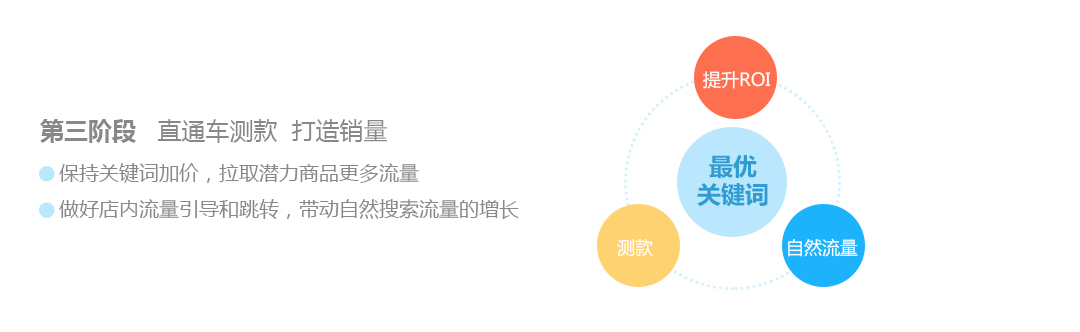 第三阶段 直通车测款 打造销量
保持关键词加价，拉取潜力商品更多流量
做好店内流量引导和跳转，带动自然搜索流量的增长
提升ROI
最优
关键词
测款
自然流量